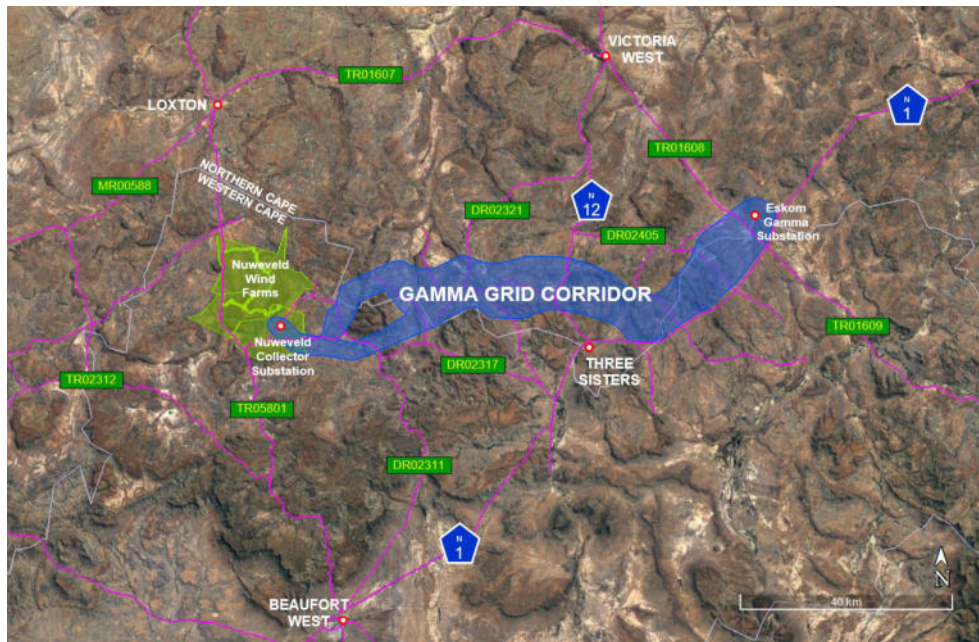 VICTORIA
WEST
TR01607
LOXTON
N
1
TR01608
MR00588
NORTHERN CAPE
WESTERN CAPE
DR02321
N
12
Eskom
Gamma
Substation
DR02405
Nuweveld
Wind
Farms
GAMMA GRID CORRIDOR
TR01609
Nuweveld
Collector
Substation
DR02317
THREE
SISTERS
TR02312
TR05801
DR02311
N
1
N
BEAUFORT
WEST
40 km